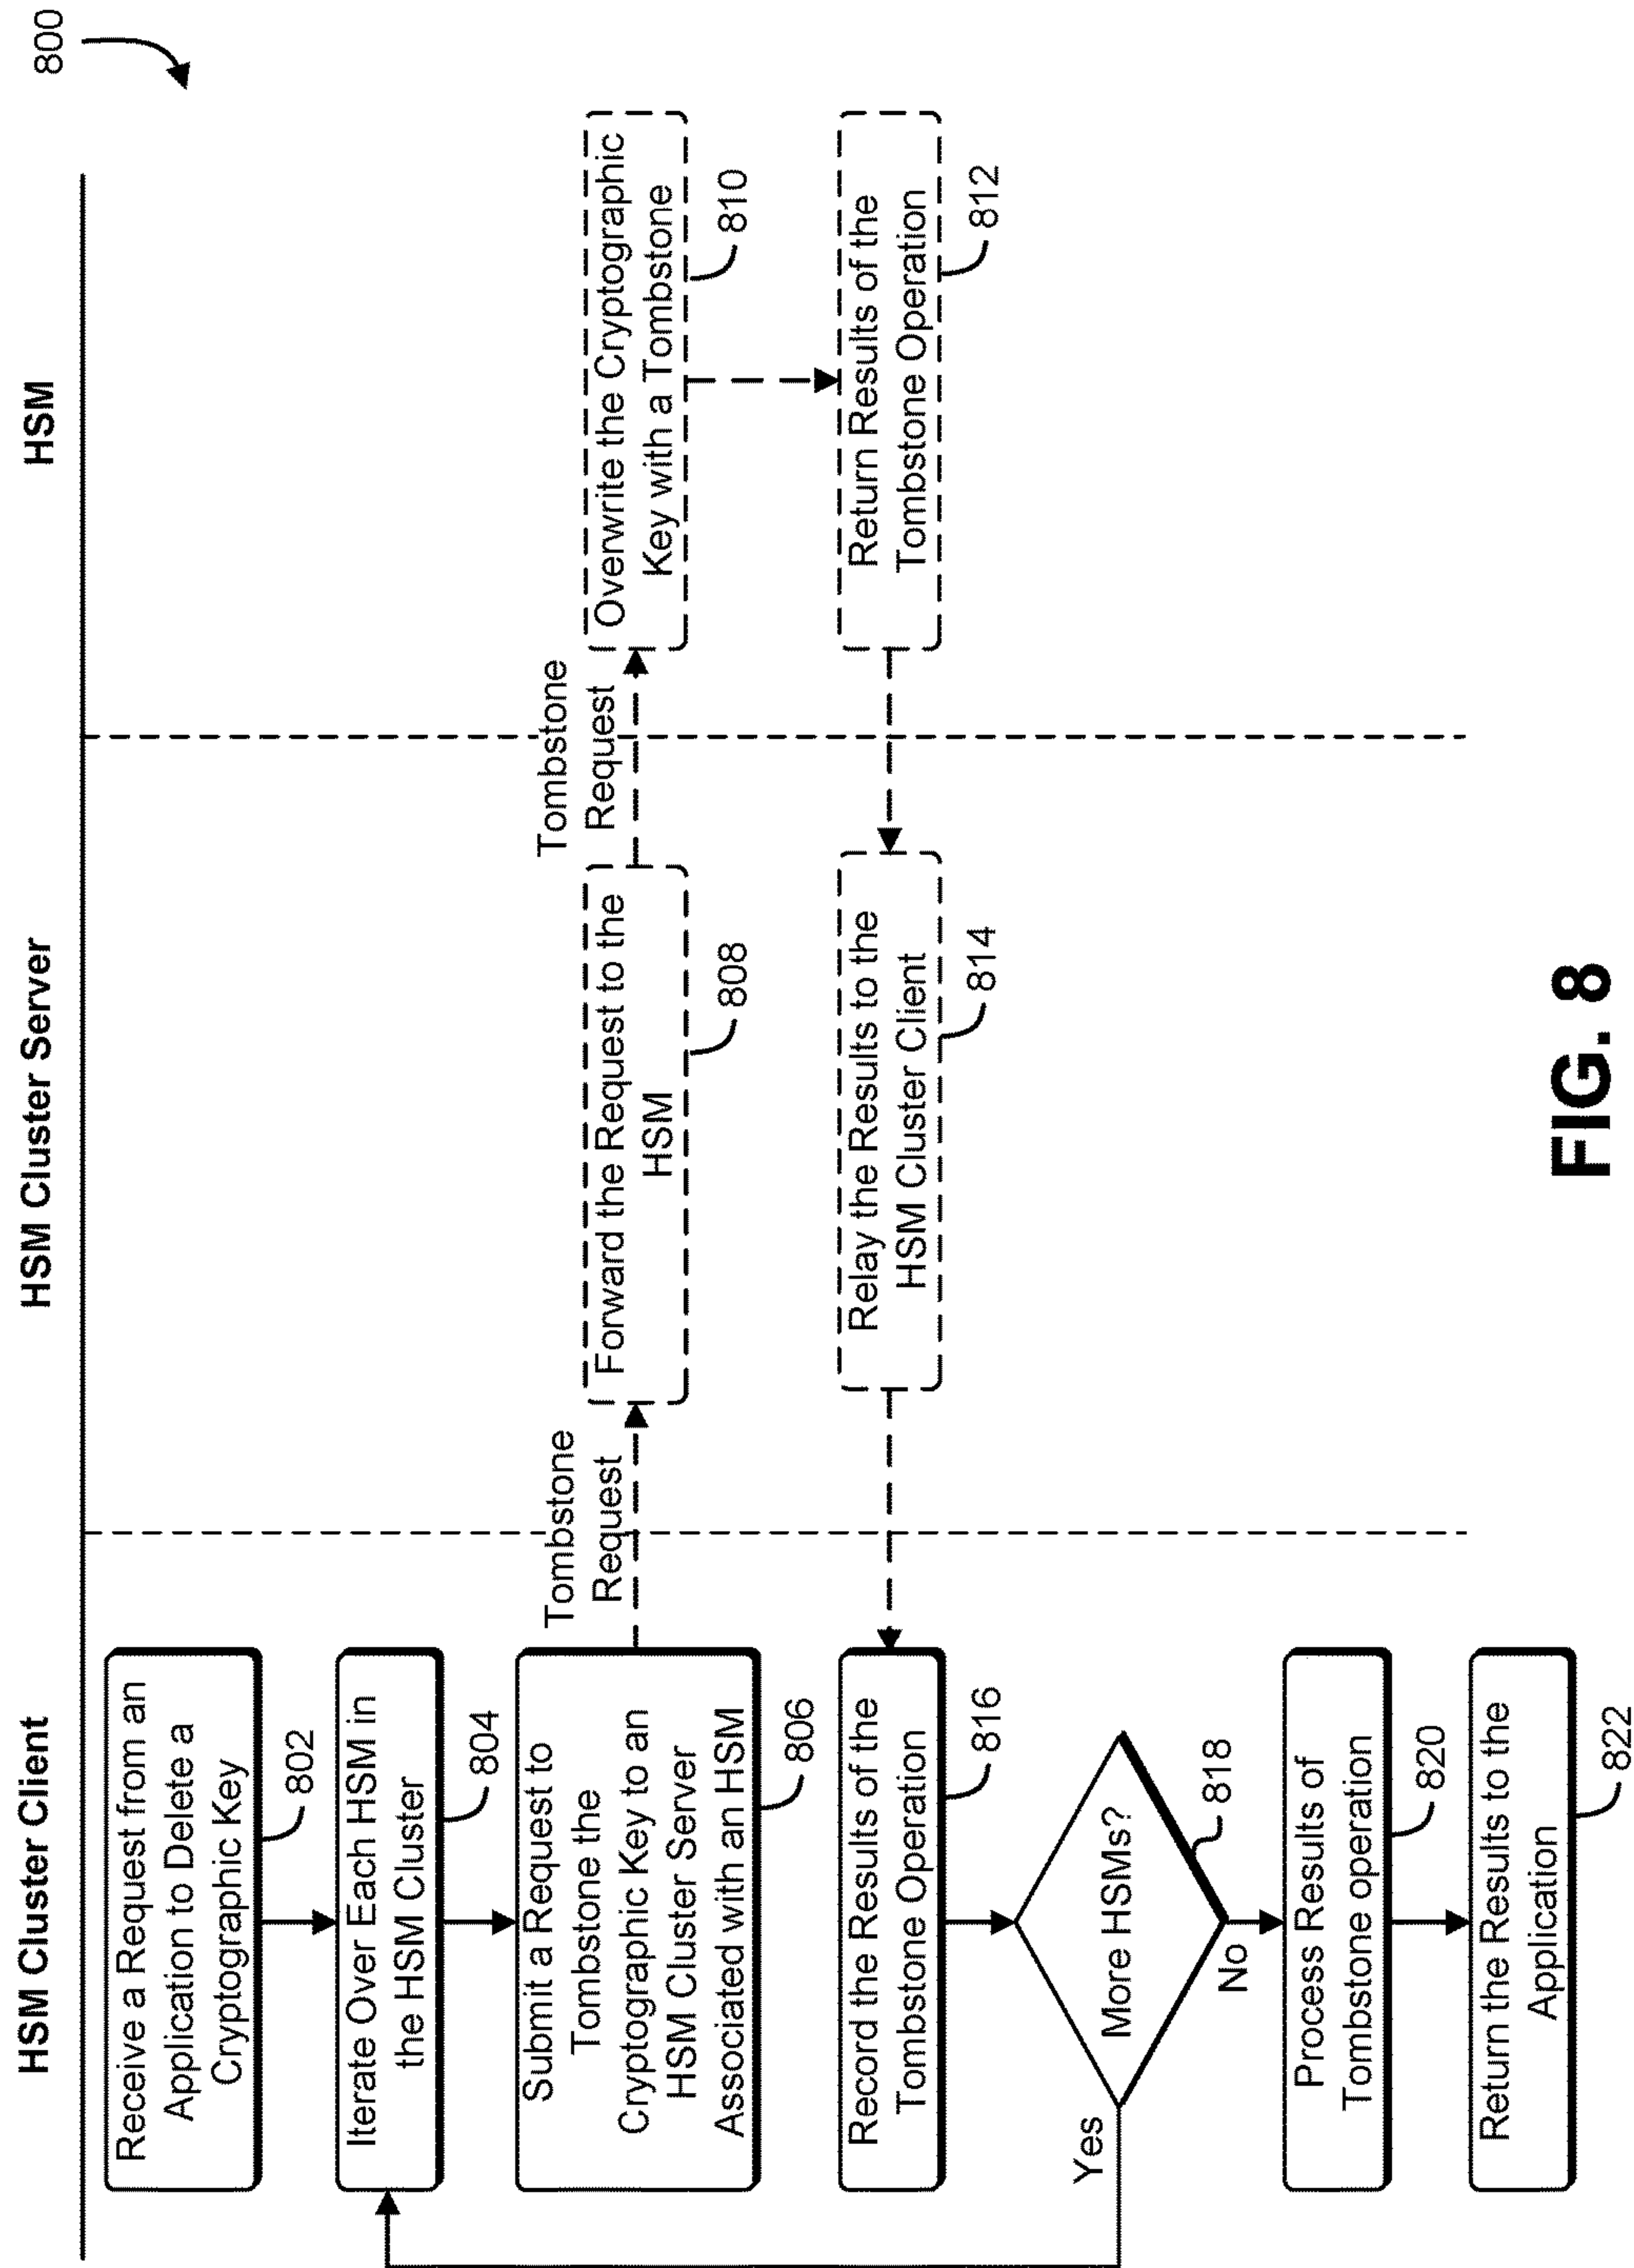 800
HSM Cluster Client
HSM Cluster Server
HSM
Receive a Request from an
Application to Delete a
Cryptographic Key
802
Iterate Over Each HSM in
the HSM Cluster
804
Submit a Request to
Tombstone the
Cryptographic Key to an
HSM Cluster Server
Associated with an HSM
806
Tombstone
Request
Forward the Request to the
HSM
808
Tombstone
Request
Overwrite the Cryptographic
Key with a Tombstone
810
Return Results of the
Tombstone Operation
812
Relay the Results to the
HSM Cluster Client
814
Record the Results of the
Tombstone Operation
816
More HSMs?
818
Yes
No
Process Results of
Tombstone operation
820
Return the Results to the
Application
822
FIG. 8